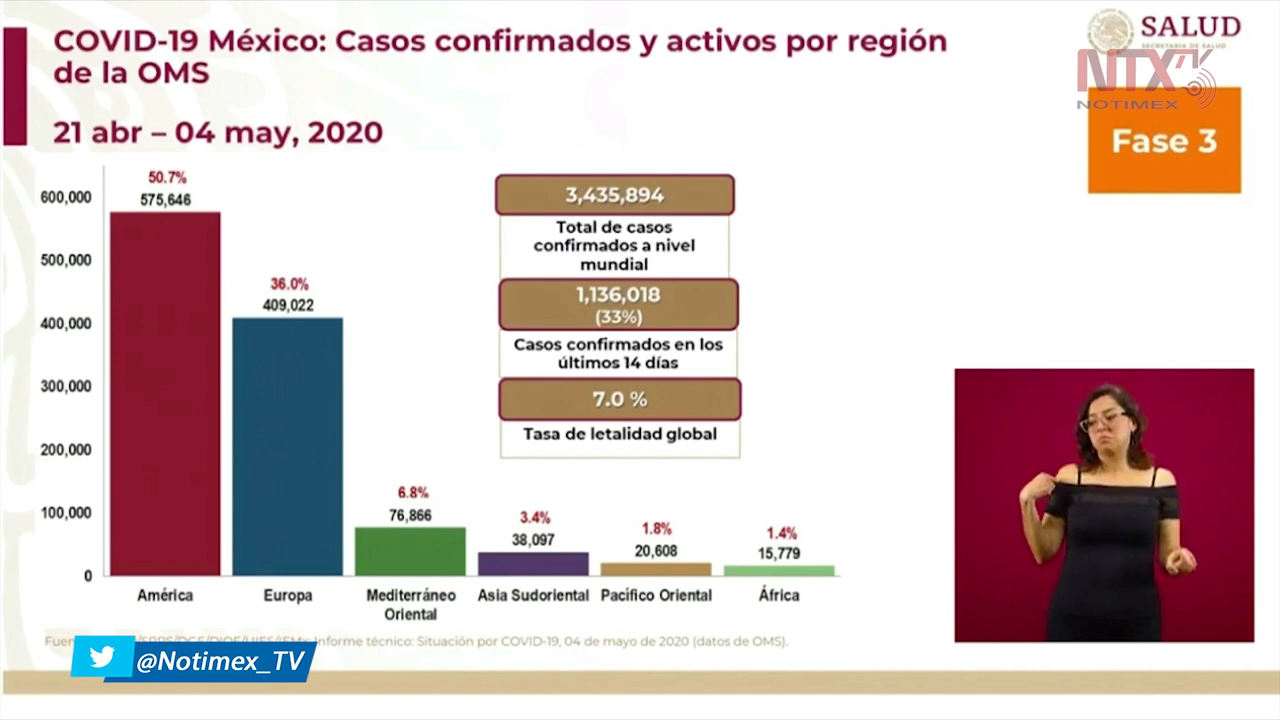 COVID-19 México: Casos confirmados y activos por región
de la OMS
21 abr – 04 may, 2020
SALUD
SECRETARÍA DE SALUD
NTX
NOTIMEX
Fase 3
600,000
500,000
400,000
300,000
200,000
100,000
0
50.7%
575,646
36.0%
409,022
6.8%
76,866
3.4%
38,097
1.8%
20,608
1.4%
15,779
América
Europa
Mediterráneo
Oriental
Asia Sudoriental
Pacífico Oriental
África
3,435,894
Total de casos
confirmados a nivel
mundial
1,136,018
(33%)
Casos confirmados en los
últimos 14 días
7.0 %
Tasa de letalidad global
Informe técnico: Situación por COVID-19, 04 de mayo de 2020 (datos de OMS).
@Notimex_TV